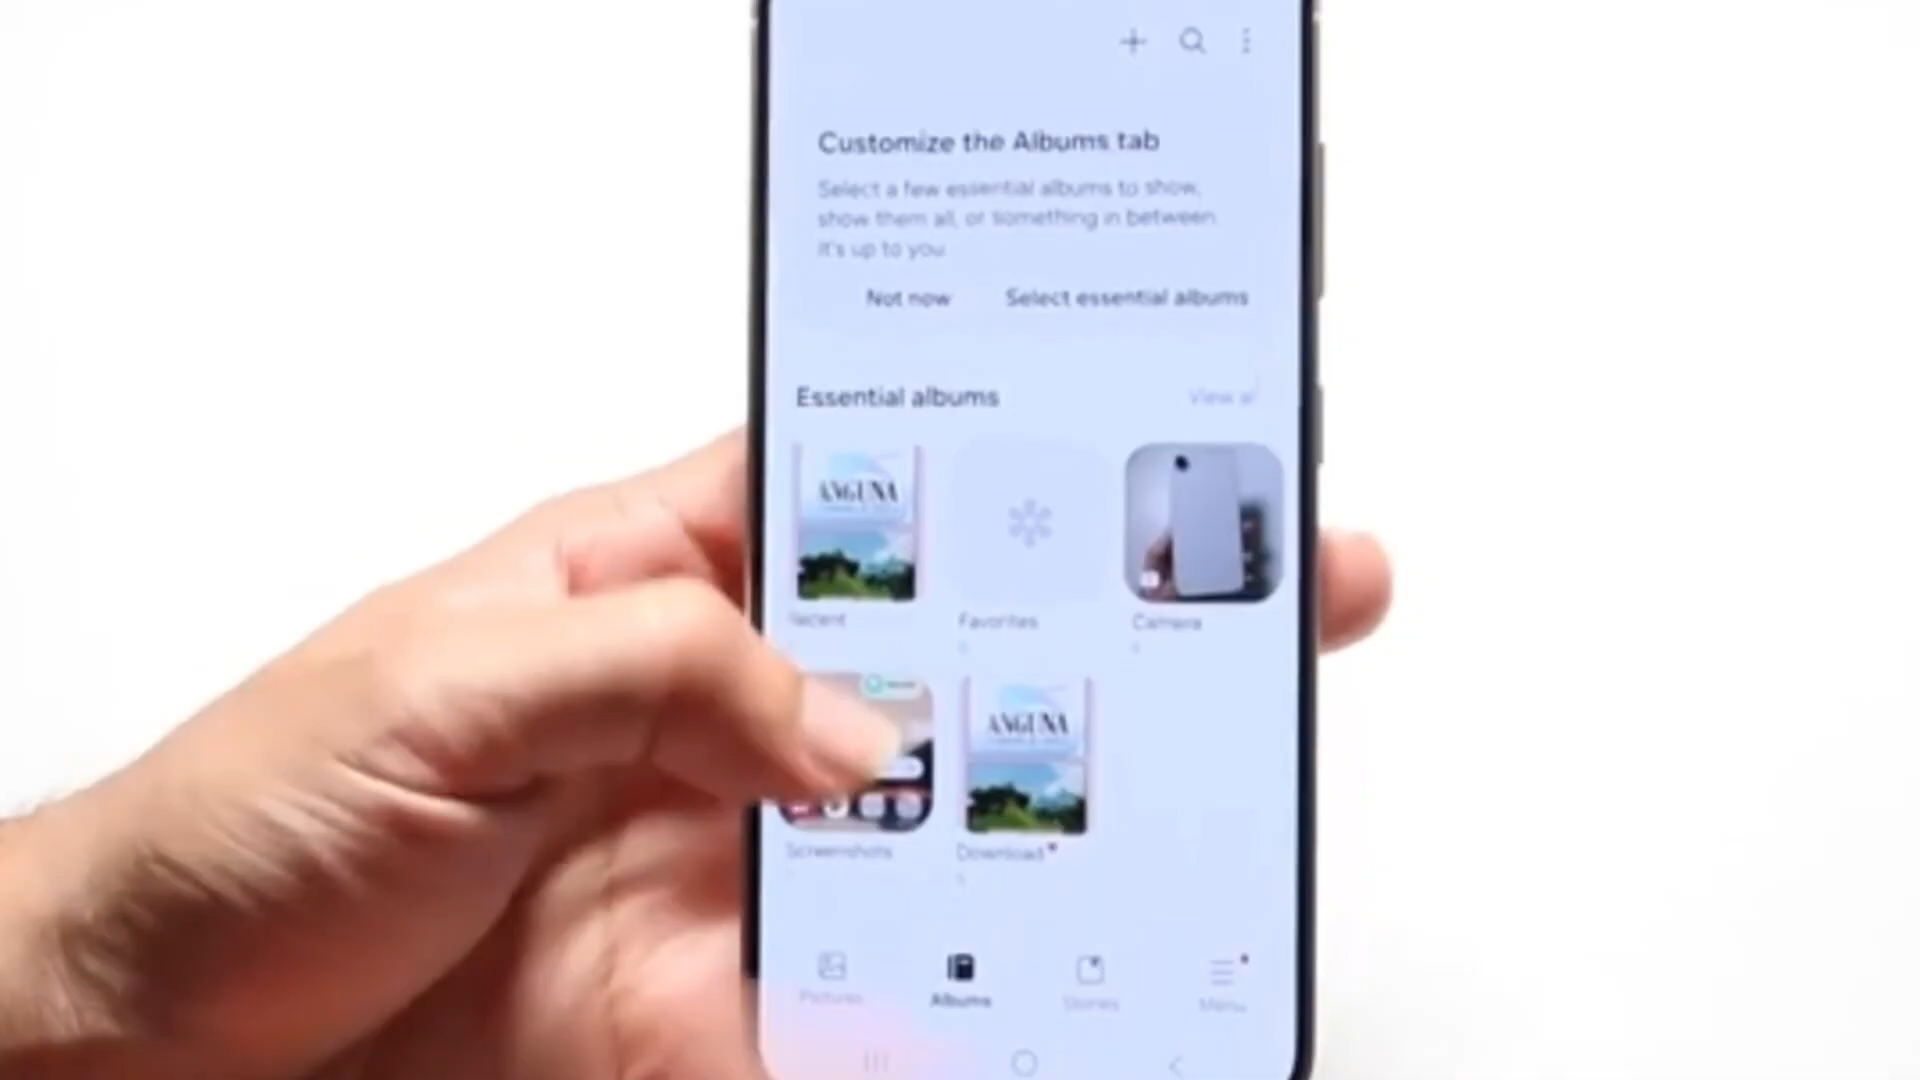 Customize the Albums tab
Select a few essential albums to show,
show them all, or something in between.
It's up to you.
Not now
Select essential albums
Essential albums
View al
ANGUNA
Recent
Favorites
Camera
ANGUNA
Screenshots
Download
Pictures
Albums
Stories
Menu